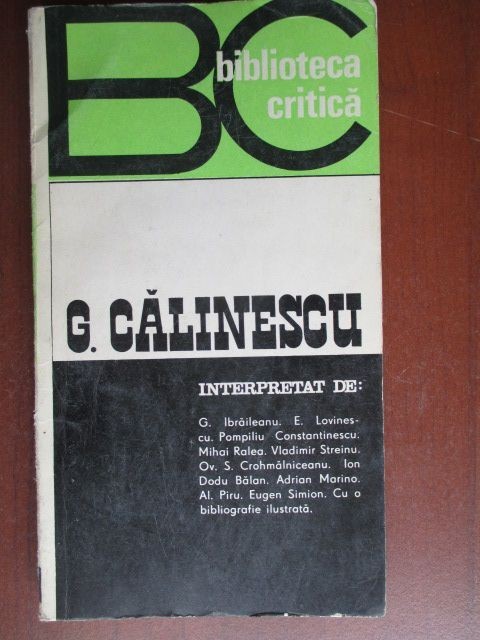 BC
biblioteca
critică
G. CĂLINESCU
INTERPRETAT DE:
G. Ibrăileanu. E. Lovines-
cu. Pompiliu Constantinescu.
Mihai Ralea. Vladimir Streinu.
Ov. S. Crohmălniceanu. Ion
Dodu Bălan. Adrian Marino.
Al. Piru. Eugen Simion. Cu o
bibliografie ilustrată.